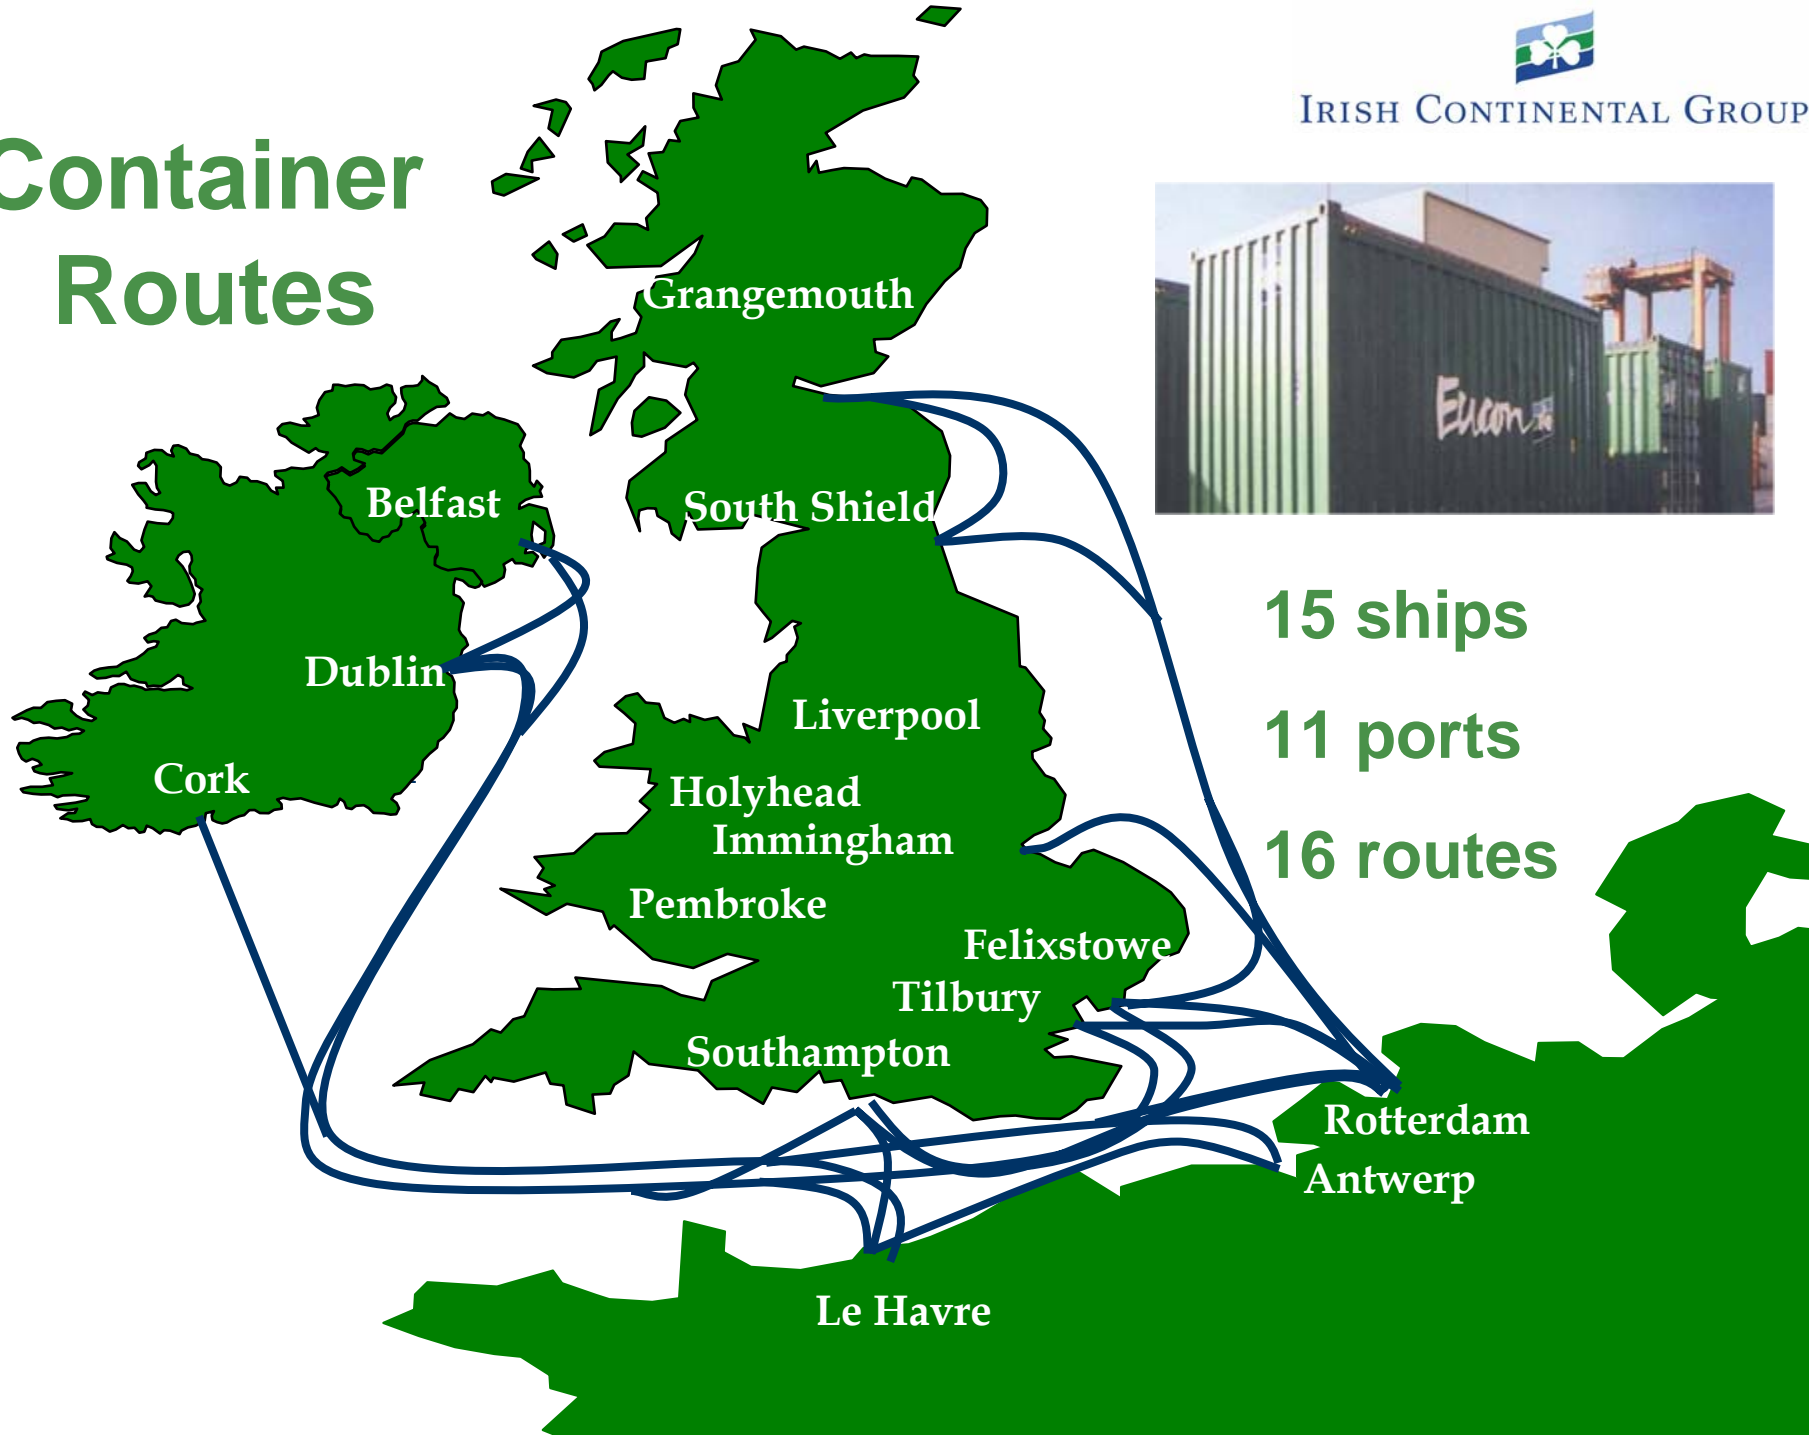 IRISH CONTINENTAL GROUP
Container
Routes
Grangemouth
Eucon
Belfast
South Shield
15 ships
Dublin
Liverpool
11 ports
Cork
Holyhead
Immingham
16 routes
Pembroke
Felixstowe
Tilbury
Southampton
Rotterdam
Antwerp
Le Havre